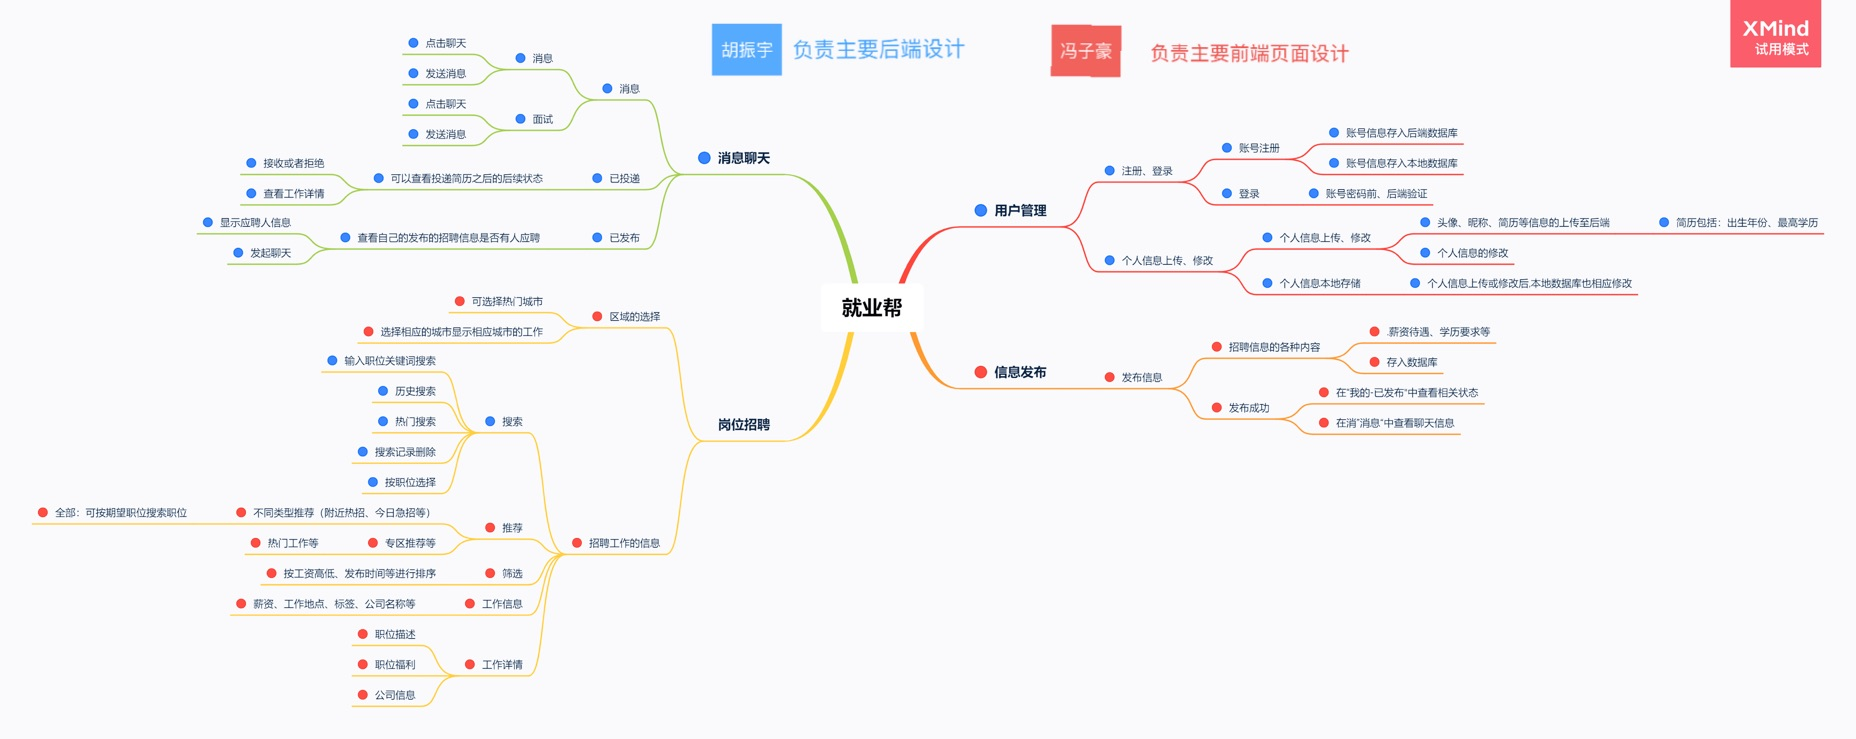 胡振宇 负责主要后端设计
冯子豪 负责主要前端页面设计
XMind
试用模式
就业帮
消息聊天
消息
消息
点击聊天
发送消息
面试
点击聊天
发送消息
已投递
可以查看投递简历之后的后续状态
接收或者拒绝
查看工作详情
已发布
查看自己的发布的招聘信息是否有人应聘
显示应聘人信息
发起聊天
岗位招聘
区域的选择
可选择热门城市
选择相应的城市显示相应城市的工作
招聘工作的信息
搜索
输入职位关键词搜索
历史搜索
热门搜索
搜索记录删除
按职位选择
推荐
不同类型推荐（附近热招、今日急招等）
全部：可按期望职位搜索职位
专区推荐等
热门工作等
筛选
按工资高低、发布时间等进行排序
工作信息
薪资、工作地点、标签、公司名称等
工作详情
职位描述
职位福利
公司信息
用户管理
注册、登录
账号注册
账号信息存入后端数据库
账号信息存入本地数据库
登录
账号密码前、后端验证
个人信息上传、修改
个人信息上传、修改
头像、昵称、简历等信息的上传至后端
简历包括：出生年份、最高学历
个人信息的修改
个人信息本地存储
个人信息上传或修改后.本地数据库也相应修改
信息发布
发布信息
招聘信息的各种内容
.薪资待遇、学历要求等
存入数据库
发布成功
在"我的-已发布"中查看相关状态
在消"消息"中查看聊天信息